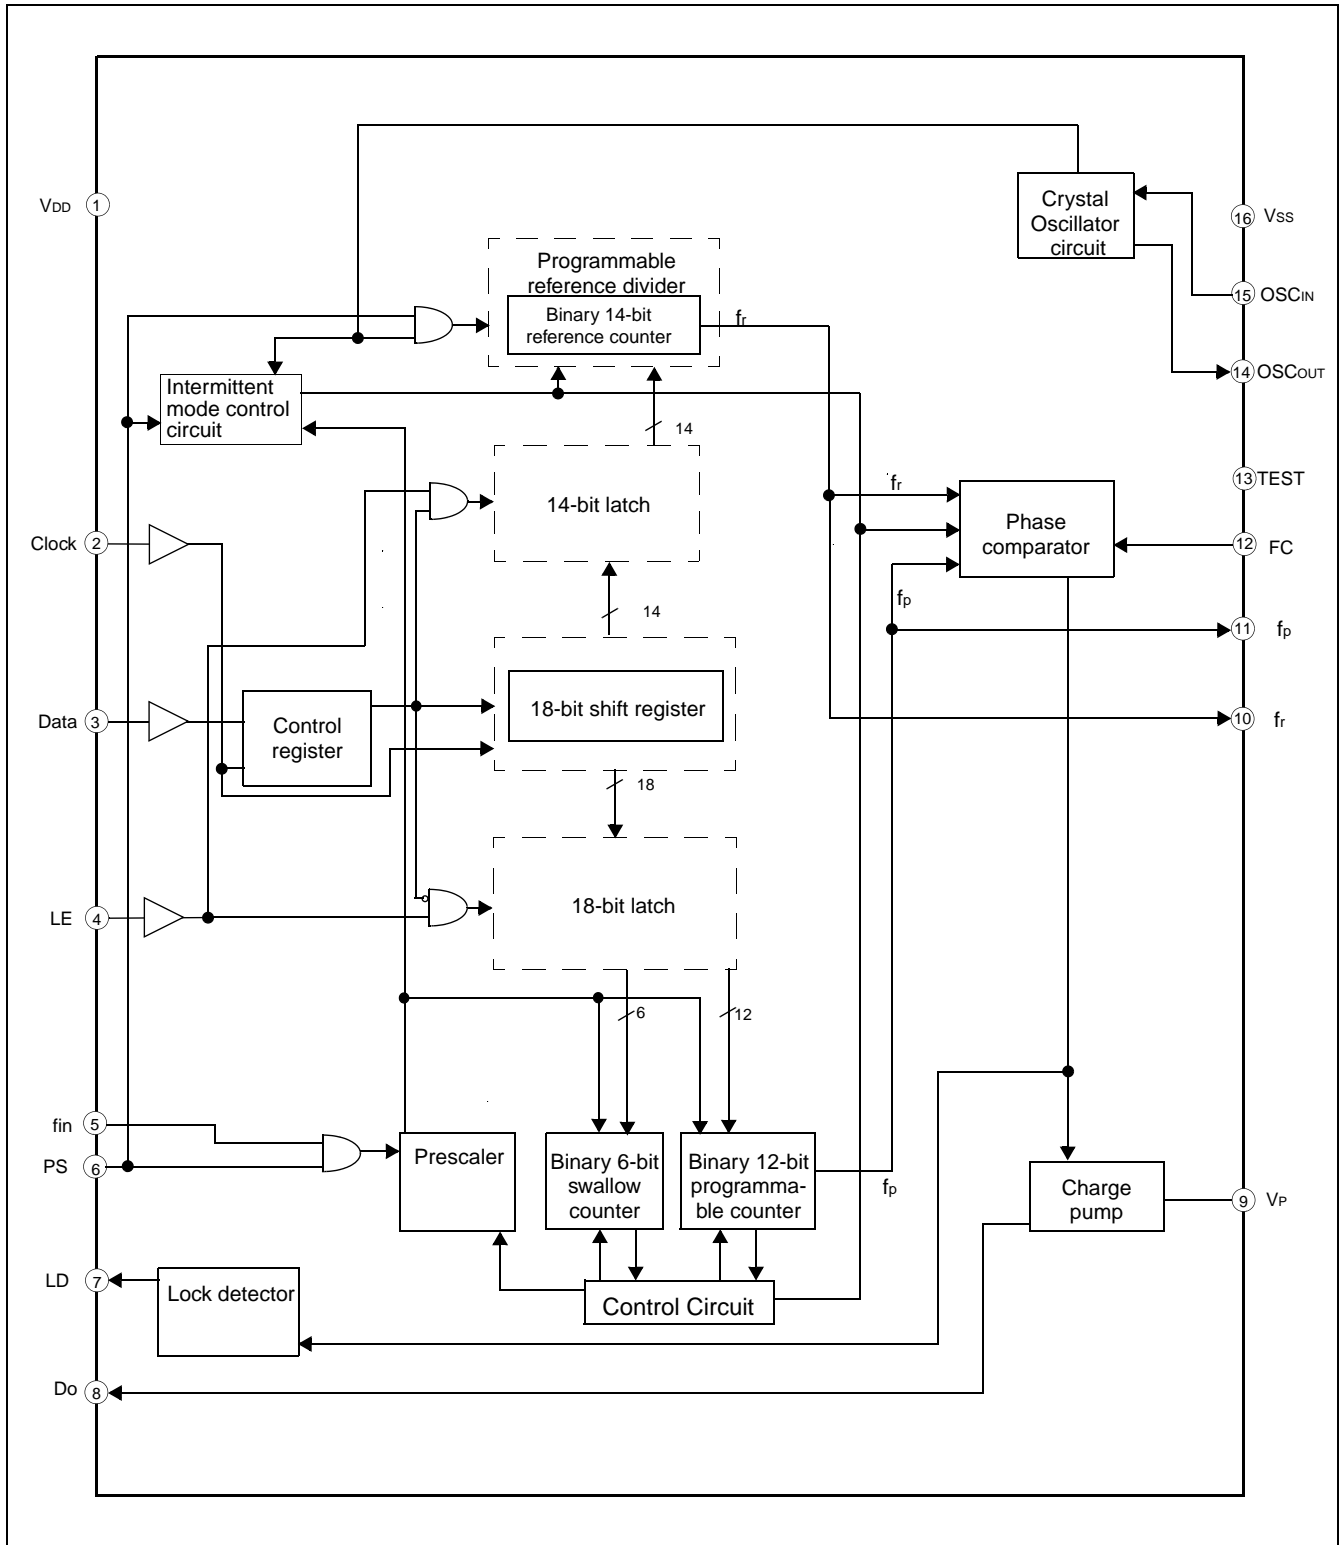 VDD 1
Crystal
Oscillator
circuit
16 VSS
Programmable
reference divider
Binary 14-bit
reference counter
fr
15 OSCIN
14 OSCOUT
Intermittent
mode control
circuit
14
14-bit latch
fr
13 TEST
Phase
comparator
Clock 2
12 FC
fp
14
11 fp
Data 3
Control
register
18-bit shift register
10 fr
18
LE 4
18-bit latch
6
12
fin 5
PS 6
Prescaler
Binary 6-bit
swallow
counter
Binary 12-bit
programma-
ble counter
fp
Charge
pump
9 VP
LD 7
Lock detector
Control Circuit
Do 8